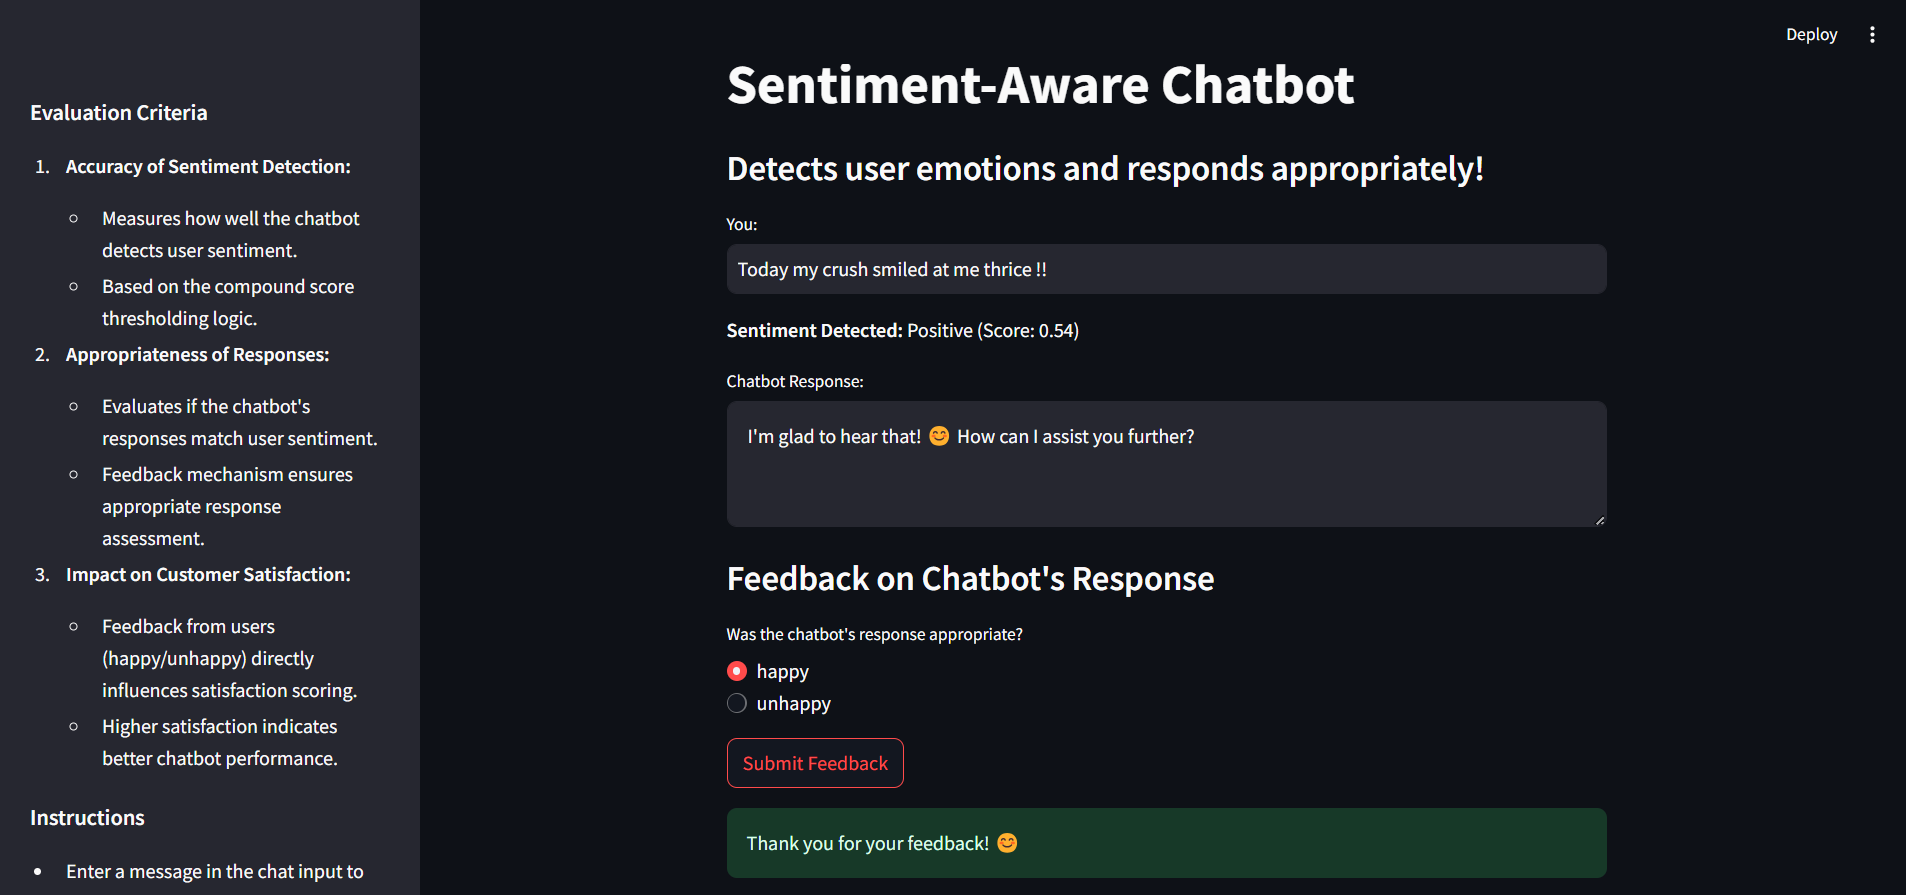 Evaluation Criteria
1. Accuracy of Sentiment Detection:
Measures how well the chatbot
detects user sentiment.
Based on the compound score
thresholding logic.
2. Appropriateness of Responses:
Evaluates if the chatbot's
responses match user sentiment.
Feedback mechanism ensures
appropriate response
assessment.
3. Impact on Customer Satisfaction:
Feedback from users
(happy/unhappy) directly
influences satisfaction scoring.
Higher satisfaction indicates
better chatbot performance.
Instructions
Enter a message in the chat input to
Deploy
Sentiment-Aware Chatbot
Detects user emotions and responds appropriately!
You:
Today my crush smiled at me thrice !!
Sentiment Detected: Positive (Score: 0.54)
Chatbot Response:
I'm glad to hear that! 😊 How can I assist you further?
Feedback on Chatbot's Response
Was the chatbot's response appropriate?
happy
unhappy
Submit Feedback
Thank you for your feedback! 😊